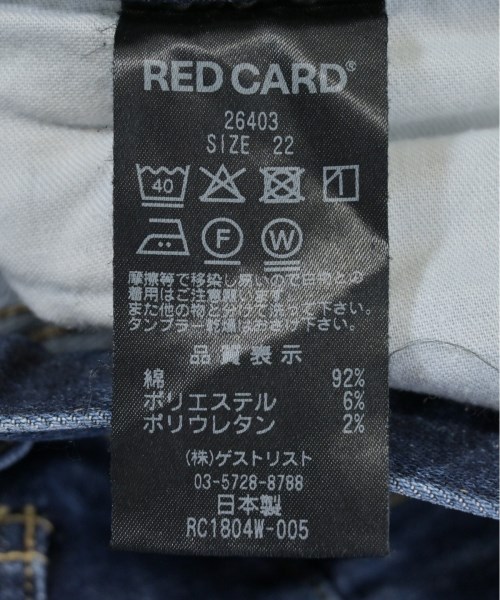 RED CARD®
26403
SIZE 22
40
F W
摩擦等で移染し易いので白物との
着用はご注意願います。
また他の物と分けて洗って下さい。
タンブラー乾燥はお避け下さい。
品質表示
綿 92%
ポリエステル 6%
ポリウレタン 2%
(株)ゲストリスト
03-5728-8788
日本製
RC1804W-005